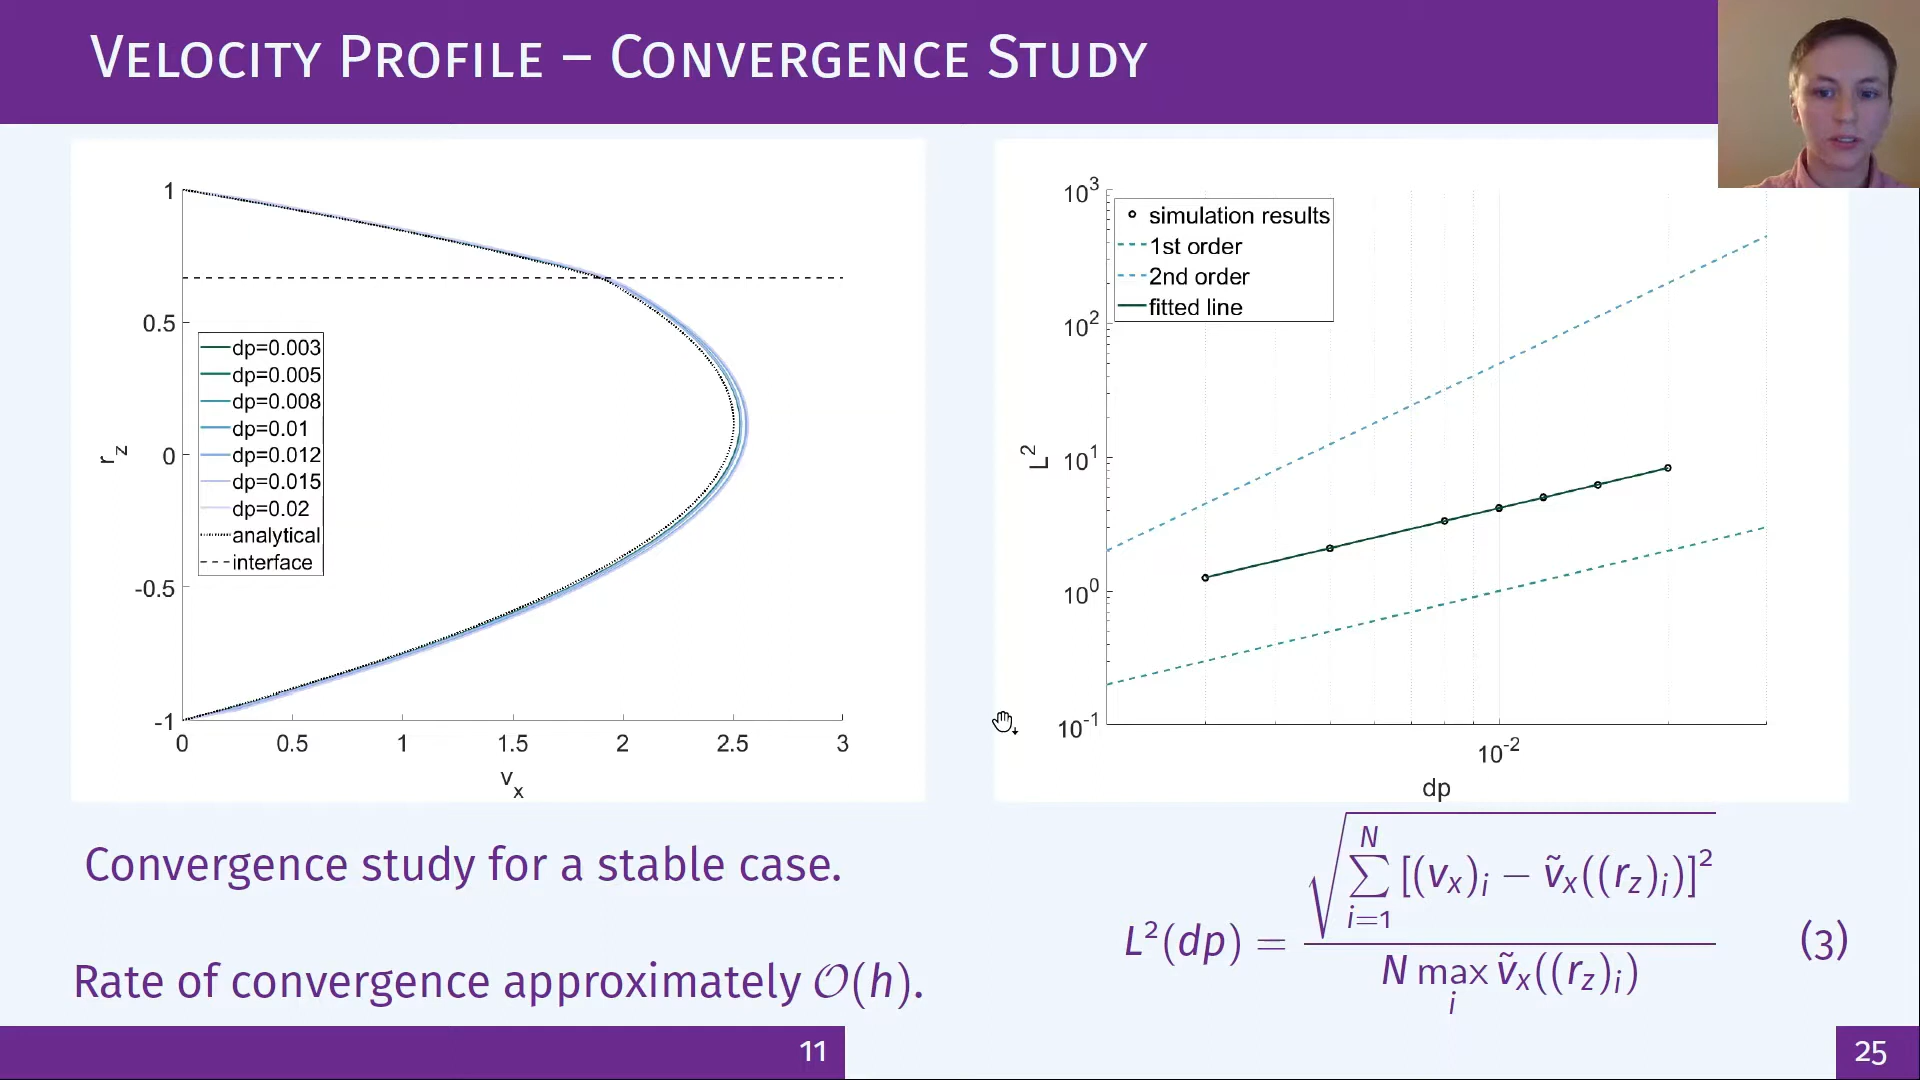 VELOCITY PROFILE – CONVERGENCE STUDY
1
0.5
0
-0.5
-1
r_z
dp=0.003
dp=0.005
dp=0.008
dp=0.01
dp=0.012
dp=0.015
dp=0.02
analytical
interface
0 0.5 1 1.5 2 2.5 3
v_x
10^3
10^2
10^1
10^0
10^-1
L^2
simulation results
1st order
2nd order
fitted line
10^-2
dp
Convergence study for a stable case.
Rate of convergence approximately 𝒪(h).
L²(dp) = √(∑_{i=1}^{N} [(v_x)_i − ṽ_x((r_z)_i)]²) / (N max_i ṽ_x((r_z)_i)) (3)
11
25